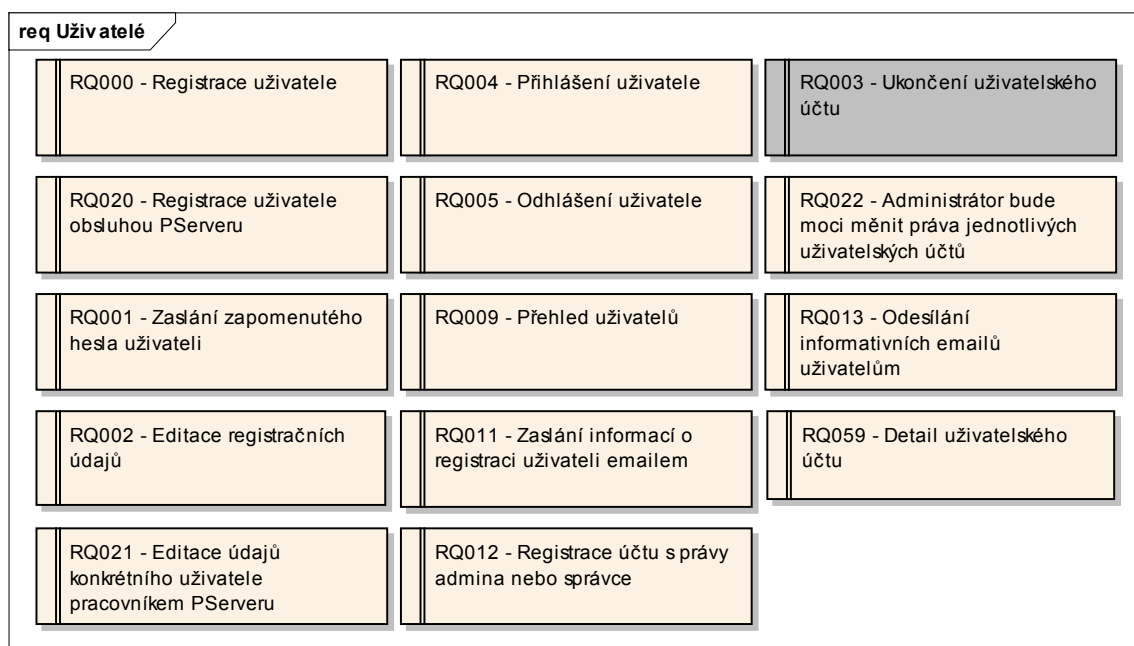 req Uživatelé
RQ000 - Registrace uživatele
RQ004 - Přihlášení uživatele
RQ003 - Ukončení uživatelského
účtu
RQ020 - Registrace uživatele
obsluhou PServeru
RQ005 - Odhlášení uživatele
RQ022 - Administrátor bude
moci měnit práva jednotlivých
uživatelských účtů
RQ001 - Zaslání zapomenutého
hesla uživateli
RQ009 - Přehled uživatelů
RQ013 - Odesílání
informativních emailů
uživatelům
RQ002 - Editace registračních
údajů
RQ011 - Zaslání informací o
registraci uživateli emailem
RQ059 - Detail uživatelského
účtu
RQ021 - Editace údajů
konkrétního uživatele
pracovníkem PServeru
RQ012 - Registrace účtu s právy
admina nebo správce